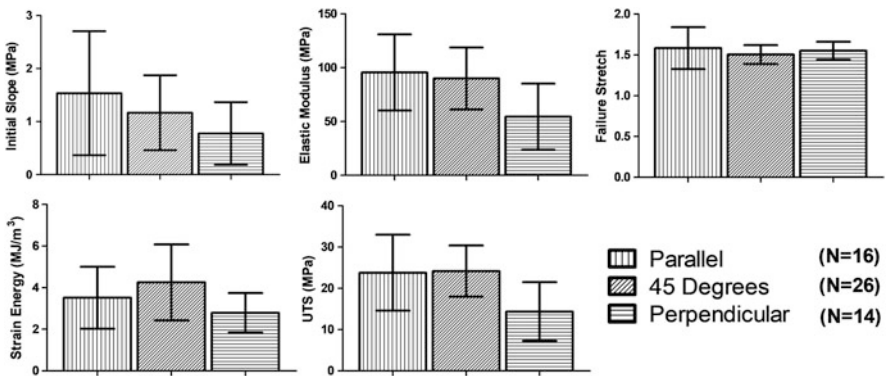 Initial Slope (MPa)
3
2
1
0
Elastic Modulus (MPa)
150
100
50
0
Failure Stretch
2.0
1.5
1.0
0.5
0.0
Strain Energy (MJ/m³)
8
6
4
2
0
UTS (MPa)
40
30
20
10
0
Parallel (N=16)
45 Degrees (N=26)
Perpendicular (N=14)